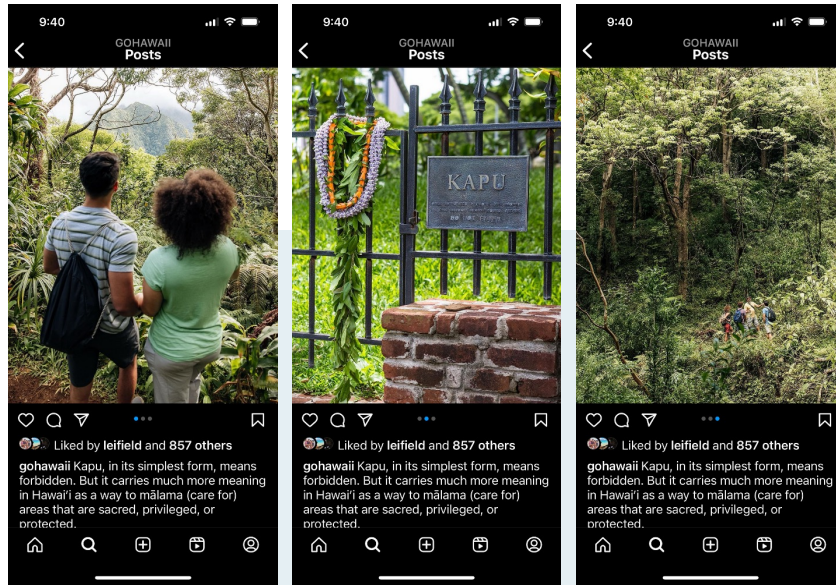 9:40
GOHAWAII
Posts
Liked by leifield and 857 others
gohawaii Kapu, in its simplest form, means
forbidden. But it carries much more meaning
in Hawaiʻi as a way to mālama (care for)
areas that are sacred, privileged, or
protected.
9:40
GOHAWAII
Posts
KAPU
Liked by leifield and 857 others
gohawaii Kapu, in its simplest form, means
forbidden. But it carries much more meaning
in Hawaiʻi as a way to mālama (care for)
areas that are sacred, privileged, or
protected.
9:40
GOHAWAII
Posts
Liked by leifield and 857 others
gohawaii Kapu, in its simplest form, means
forbidden. But it carries much more meaning
in Hawaiʻi as a way to mālama (care for)
areas that are sacred, privileged, or
protected.